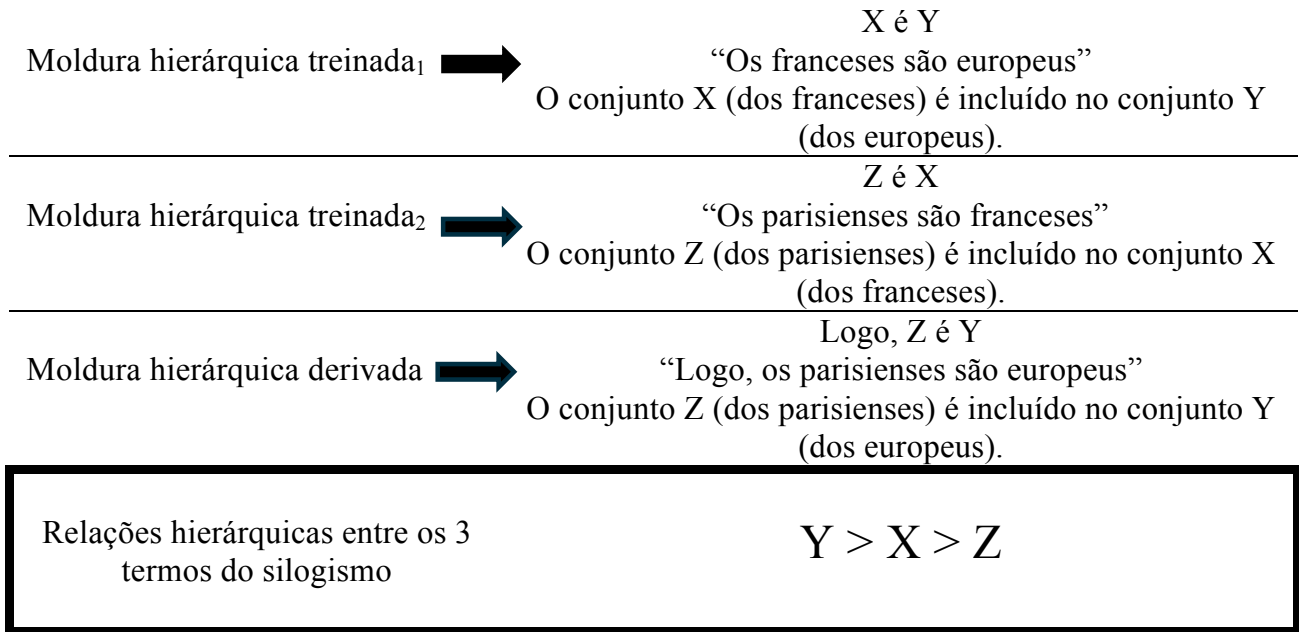 X é Y
Moldura hierárquica treinada₁
“Os franceses são europeus”
O conjunto X (dos franceses) é incluído no conjunto Y
(dos europeus).
Z é X
Moldura hierárquica treinada₂
“Os parisienses são franceses”
O conjunto Z (dos parisienses) é incluído no conjunto X
(dos franceses).
Logo, Z é Y
Moldura hierárquica derivada
“Logo, os parisienses são europeus”
O conjunto Z (dos parisienses) é incluído no conjunto Y
(dos europeus).
Relações hierárquicas entre os 3
termos do silogismo
Y > X > Z